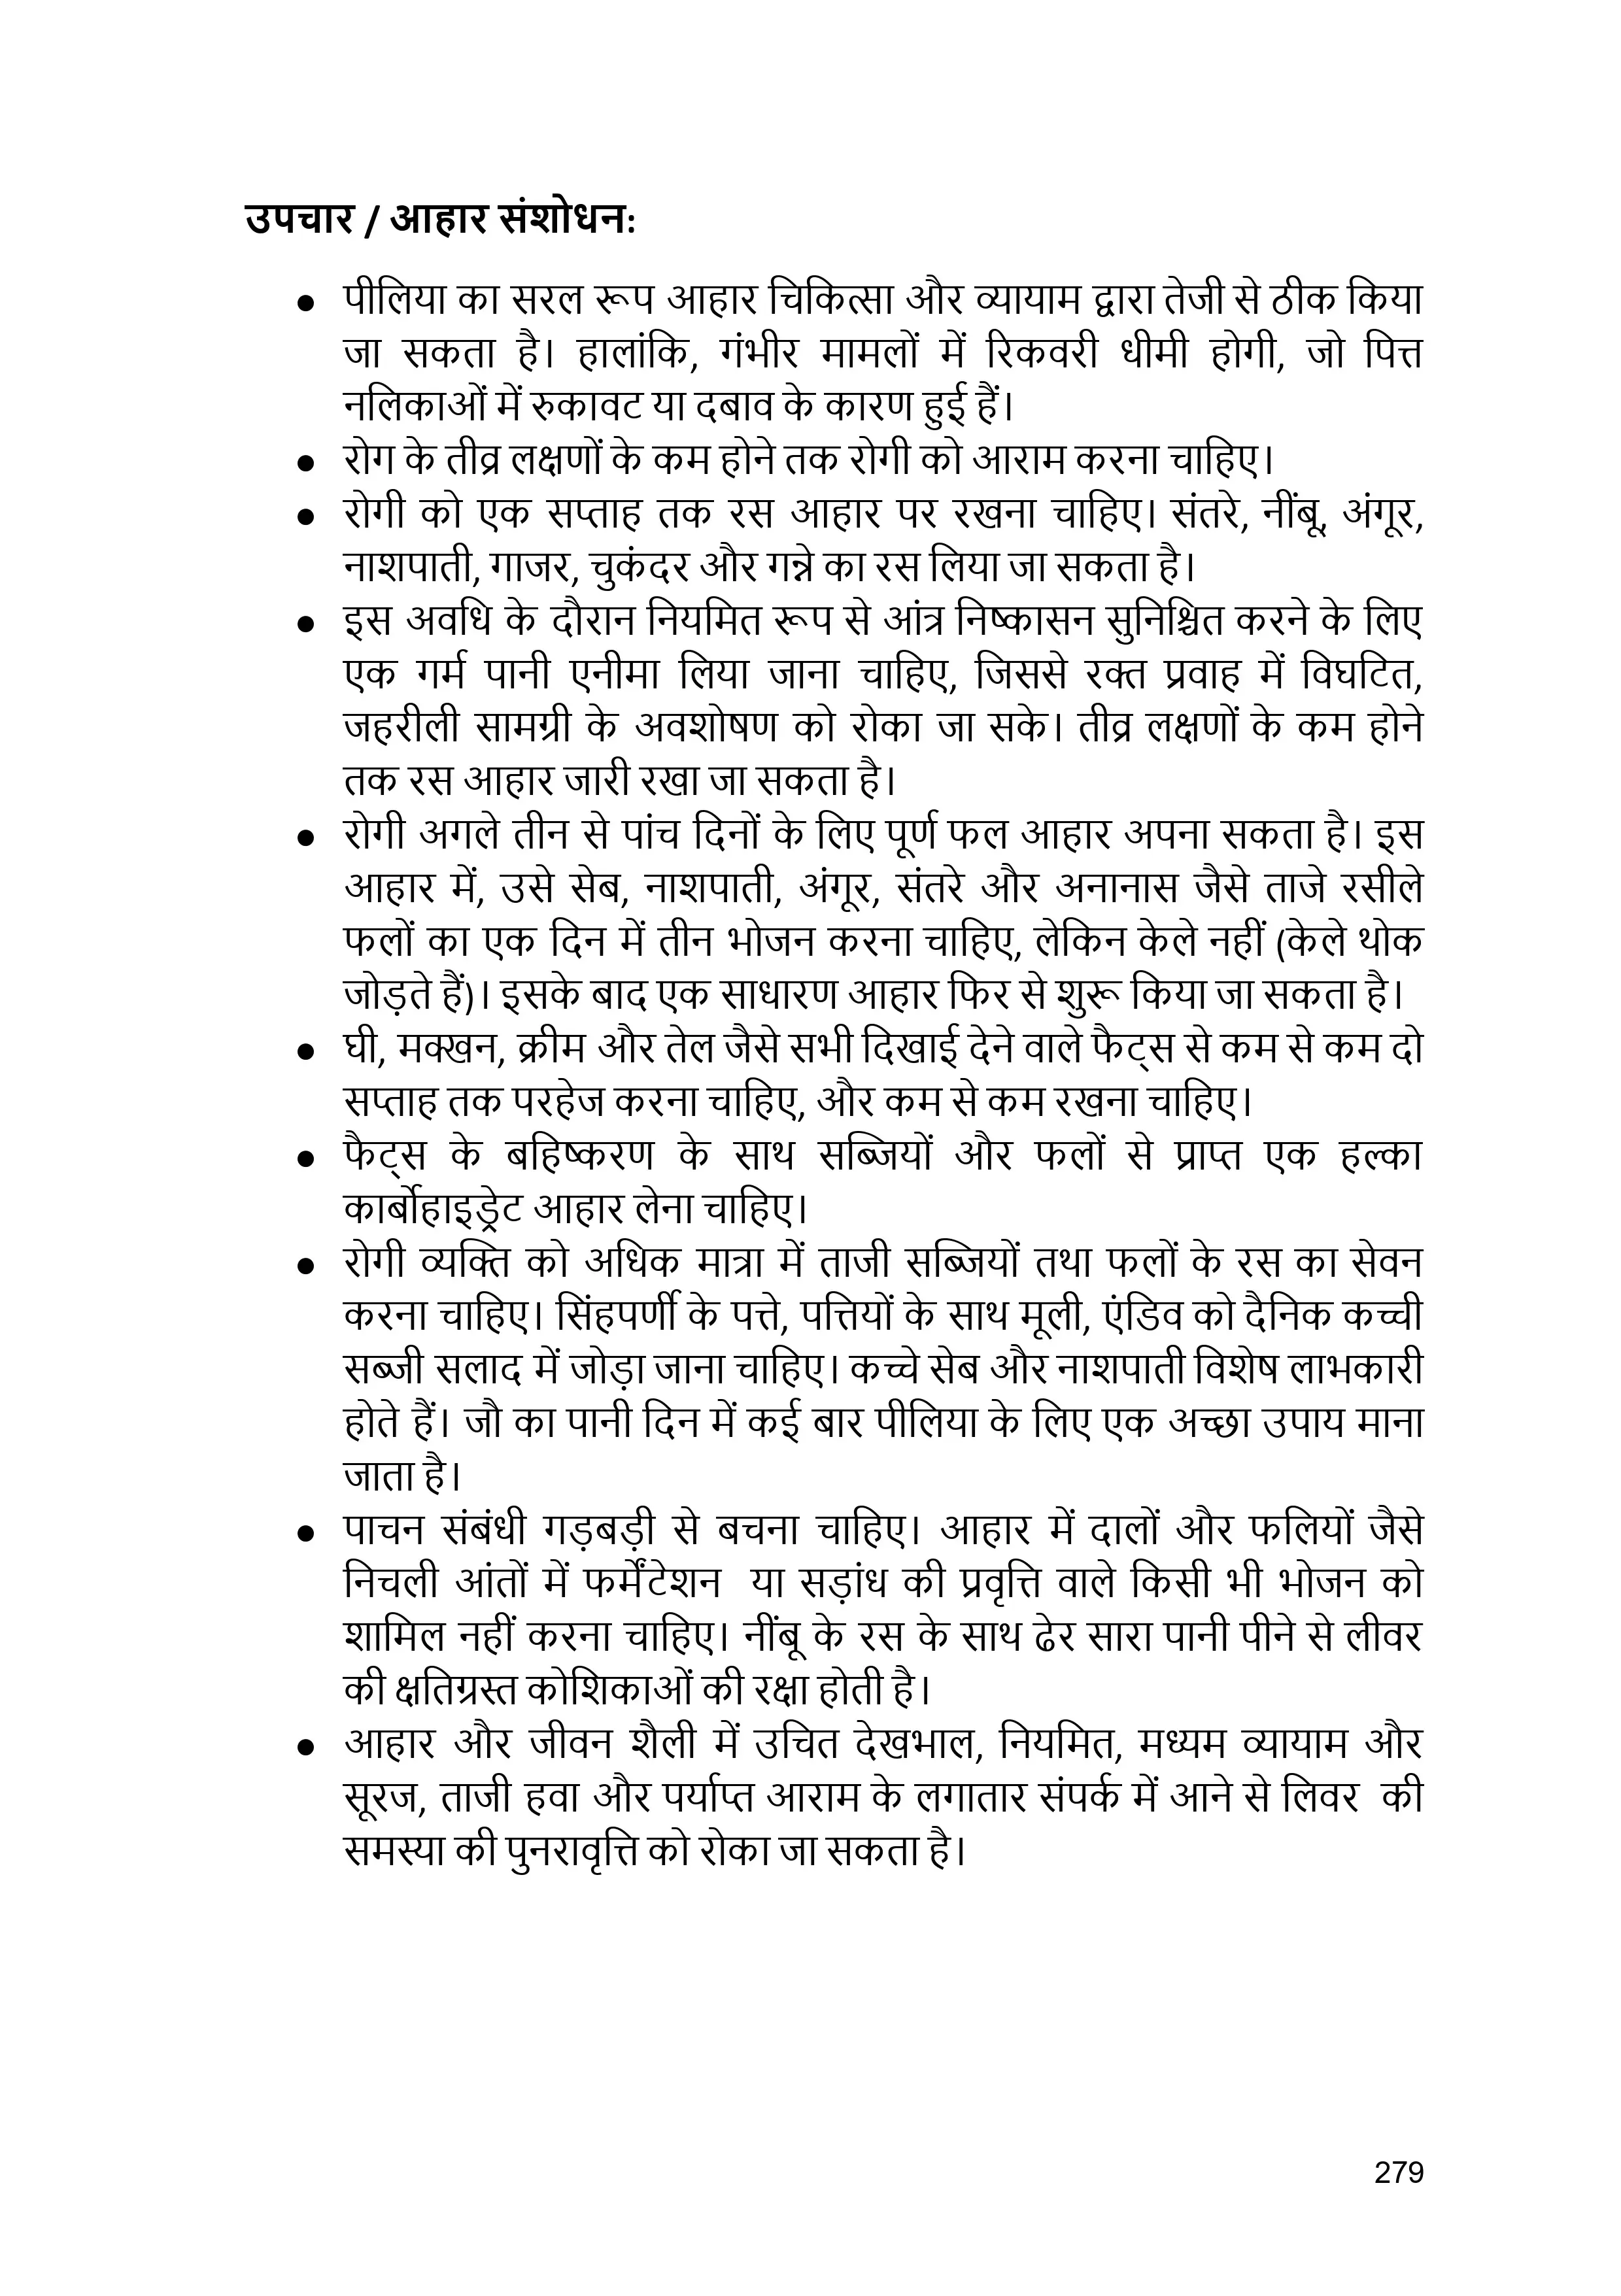 उपचार / आहार संशोधन:
● पीलिया का सरल रूप आहार चिकित्सा और व्यायाम द्वारा तेजी से ठीक किया
जा सकता है। हालांकि, गंभीर मामलों में रिकवरी धीमी होगी, जो पित्त
नलिकाओं में रुकावट या दबाव के कारण हुई हैं।
● रोग के तीव्र लक्षणों के कम होने तक रोगी को आराम करना चाहिए।
● रोगी को एक सप्ताह तक रस आहार पर रखना चाहिए। संतरे, नींबू, अंगूर,
नाशपाती, गाजर, चुकंदर और गन्ने का रस लिया जा सकता है।
● इस अवधि के दौरान नियमित रूप से आंत्र निष्कासन सुनिश्चित करने के लिए
एक गर्म पानी एनीमा लिया जाना चाहिए, जिससे रक्त प्रवाह में विघटित,
जहरीली सामग्री के अवशोषण को रोका जा सके। तीव्र लक्षणों के कम होने
तक रस आहार जारी रखा जा सकता है।
● रोगी अगले तीन से पांच दिनों के लिए पूर्ण फल आहार अपना सकता है। इस
आहार में, उसे सेब, नाशपाती, अंगूर, संतरे और अनानास जैसे ताजे रसीले
फलों का एक दिन में तीन भोजन करना चाहिए, लेकिन केले नहीं (केले थोक
जोड़ते हैं)। इसके बाद एक साधारण आहार फिर से शुरू किया जा सकता है।
● घी, मक्खन, क्रीम और तेल जैसे सभी दिखाई देने वाले फैट्स से कम से कम दो
सप्ताह तक परहेज करना चाहिए, और कम से कम रखना चाहिए।
● फैट्स के बहिष्करण के साथ सब्जियों और फलों से प्राप्त एक हल्का
कार्बोहाइड्रेट आहार लेना चाहिए।
● रोगी व्यक्ति को अधिक मात्रा में ताजी सब्जियों तथा फलों के रस का सेवन
करना चाहिए। सिंहपर्णी के पत्ते, पत्तियों के साथ मूली, एंडिव को दैनिक कच्ची
सब्जी सलाद में जोड़ा जाना चाहिए। कच्चे सेब और नाशपाती विशेष लाभकारी
होते हैं। जौ का पानी दिन में कई बार पीलिया के लिए एक अच्छा उपाय माना
जाता है।
● पाचन संबंधी गड़बड़ी से बचना चाहिए। आहार में दालों और फलियों जैसे
निचली आंतों में फर्मेंटेशन या सड़ांध की प्रवृत्ति वाले किसी भी भोजन को
शामिल नहीं करना चाहिए। नींबू के रस के साथ ढेर सारा पानी पीने से लीवर
की क्षतिग्रस्त कोशिकाओं की रक्षा होती है।
● आहार और जीवन शैली में उचित देखभाल, नियमित, मध्यम व्यायाम और
सूरज, ताजी हवा और पर्याप्त आराम के लगातार संपर्क में आने से लिवर की
समस्या की पुनरावृत्ति को रोका जा सकता है।
279